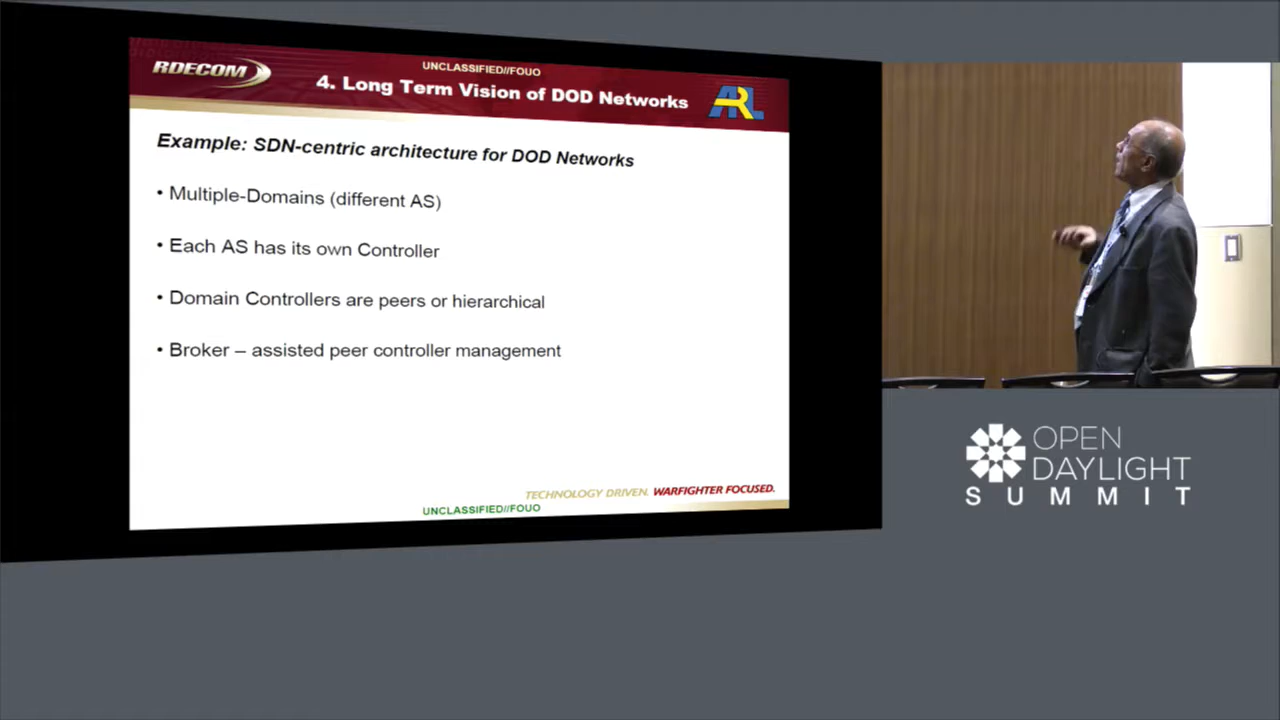 RDECOM
UNCLASSIFIED//FOUO
4. Long Term Vision of DOD Networks
ARL
Example: SDN-centric architecture for DOD Networks
• Multiple-Domains (different AS)
• Each AS has its own Controller
• Domain Controllers are peers or hierarchical
• Broker – assisted peer controller management
TECHNOLOGY DRIVEN. WARFIGHTER FOCUSED.
UNCLASSIFIED//FOUO
OPEN
DAYLIGHT
SUMMIT